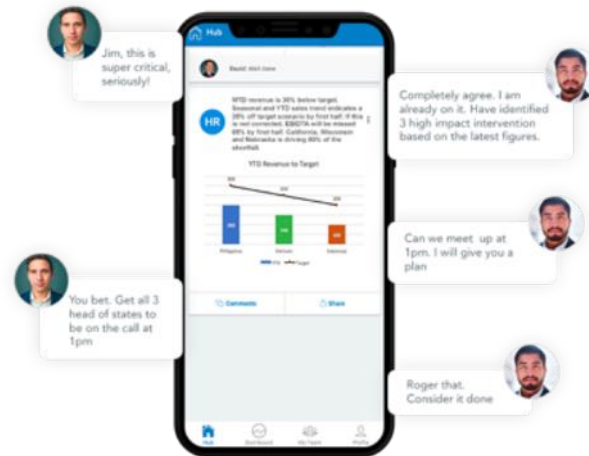 Hub
Jim, this is
super critical,
seriously!
Completely agree. I am
already on it. Have identified
3 high impact intervention
based on the latest figures.
HR
MTD revenue is 30% below target.
Seasonal and YTD sales trend indicates a
off target scenario by first half. If this
is not corrected, EBIDTA will be missed
by first half. California, Wisconsin
and Nebraska is driving 80% of the
shortfall.
YTD Revenue to Target
Philippines
Vietnam
Indonesia
YTD
Target
Can we meet up at
1pm. I will give you a
plan
You bet. Get all 3
head of states to
be on the call at
1pm
Comments
Share
Roger that.
Consider it done
Hub
Dashboard
My Team
Profile